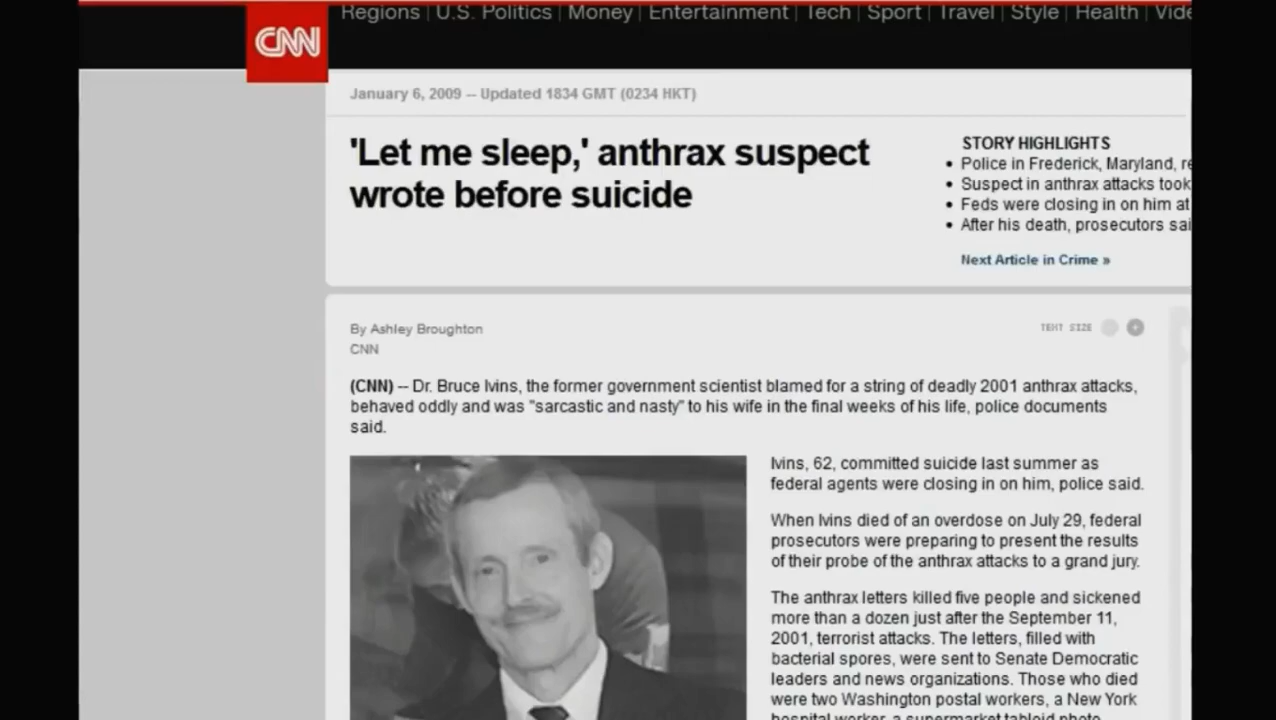 Regions | U.S. Politics | Money | Entertainment | Tech | Sport | Travel | Style | Health |
CNN
January 6, 2009 -- Updated 1834 GMT (0234 HKT)
'Let me sleep,' anthrax suspect
wrote before suicide
STORY HIGHLIGHTS
• Police in Frederick, Maryland,
• Suspect in anthrax attacks took
• Feds were closing in on him at
• After his death, prosecutors
Next Article in Crime »
By Ashley Broughton
CNN
TEXT SIZE
(CNN) -- Dr. Bruce Ivins, the former government scientist blamed for a string of deadly 2001 anthrax attacks,
behaved oddly and was "sarcastic and nasty" to his wife in the final weeks of his life, police documents
said.
Ivins, 62, committed suicide last summer as
federal agents were closing in on him, police said.
When Ivins died of an overdose on July 29, federal
prosecutors were preparing to present the results
of their probe of the anthrax attacks to a grand jury.
The anthrax letters killed five people and sickened
more than a dozen just after the September 11,
2001, terrorist attacks. The letters, filled with
bacterial spores, were sent to Senate Democratic
leaders and news organizations. Those who died
were two Washington postal workers, a New York
hospital worker, a supermarket tabloid photo